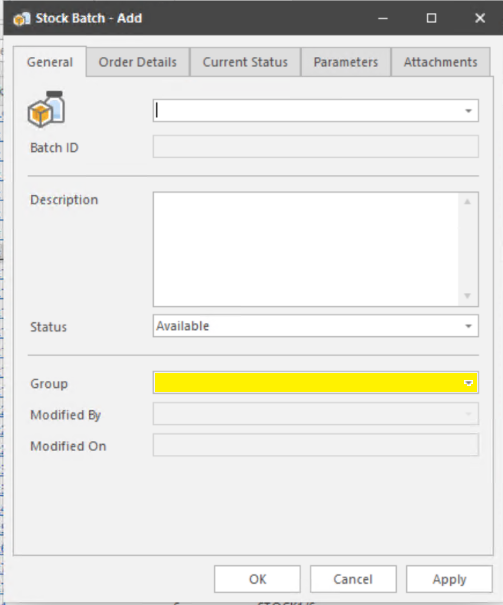 Stock Batch - Add
General Order Details Current Status Parameters Attachments
Batch ID
Description
Status Available
Group
Modified By
Modified On
OK Cancel Apply